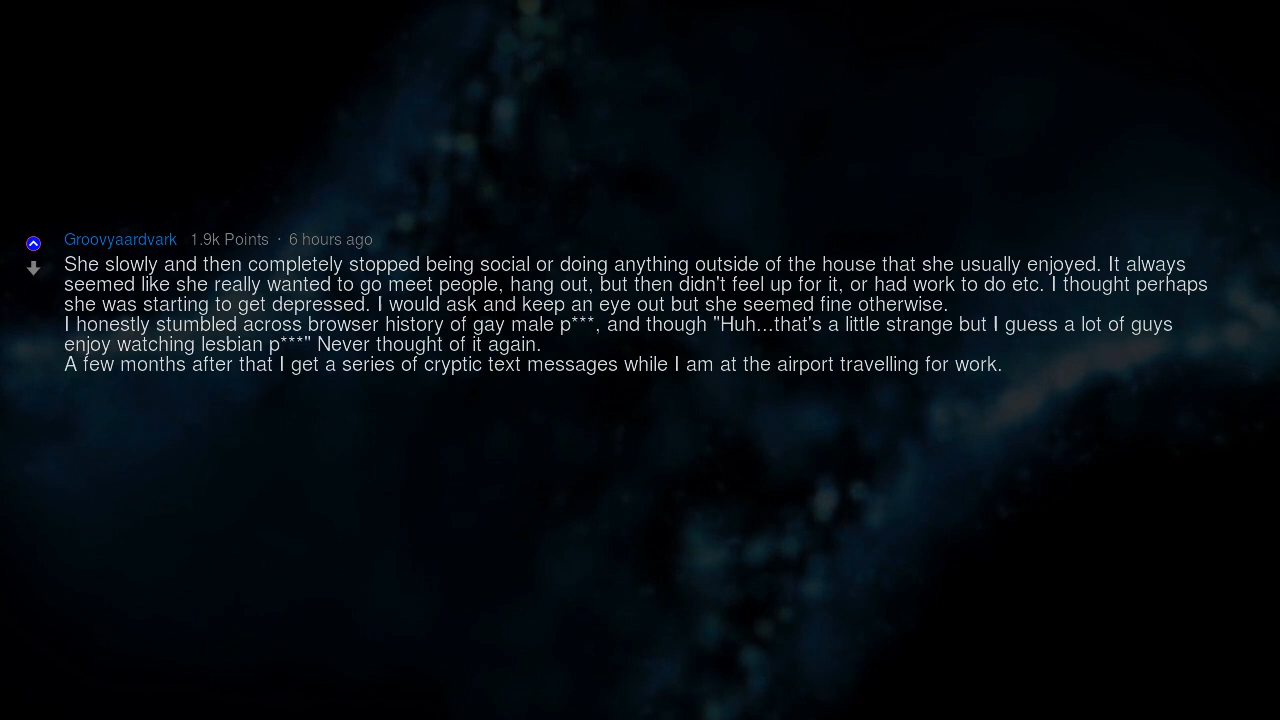 Groovyaardvark 1.9k Points · 6 hours ago
She slowly and then completely stopped being social or doing anything outside of the house that she usually enjoyed. It always
seemed like she really wanted to go meet people, hang out, but then didn't feel up for it, or had work to do etc. I thought perhaps
she was starting to get depressed. I would ask and keep an eye out but she seemed fine otherwise.
I honestly stumbled across browser history of gay male p***, and though "Huh...that's a little strange but I guess a lot of guys
enjoy watching lesbian p***" Never thought of it again.
A few months after that I get a series of cryptic text messages while I am at the airport travelling for work.